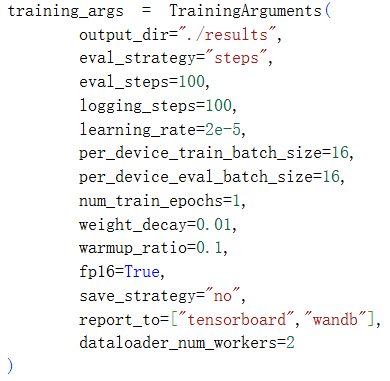 training_args = TrainingArguments(
output_dir="./results",
eval_strategy="steps",
eval_steps=100,
logging_steps=100,
learning_rate=2e-5,
per_device_train_batch_size=16,
per_device_eval_batch_size=16,
num_train_epochs=1,
weight_decay=0.01,
warmup_ratio=0.1,
fp16=True,
save_strategy="no",
report_to=["tensorboard","wandb"],
dataloader_num_workers=2
)